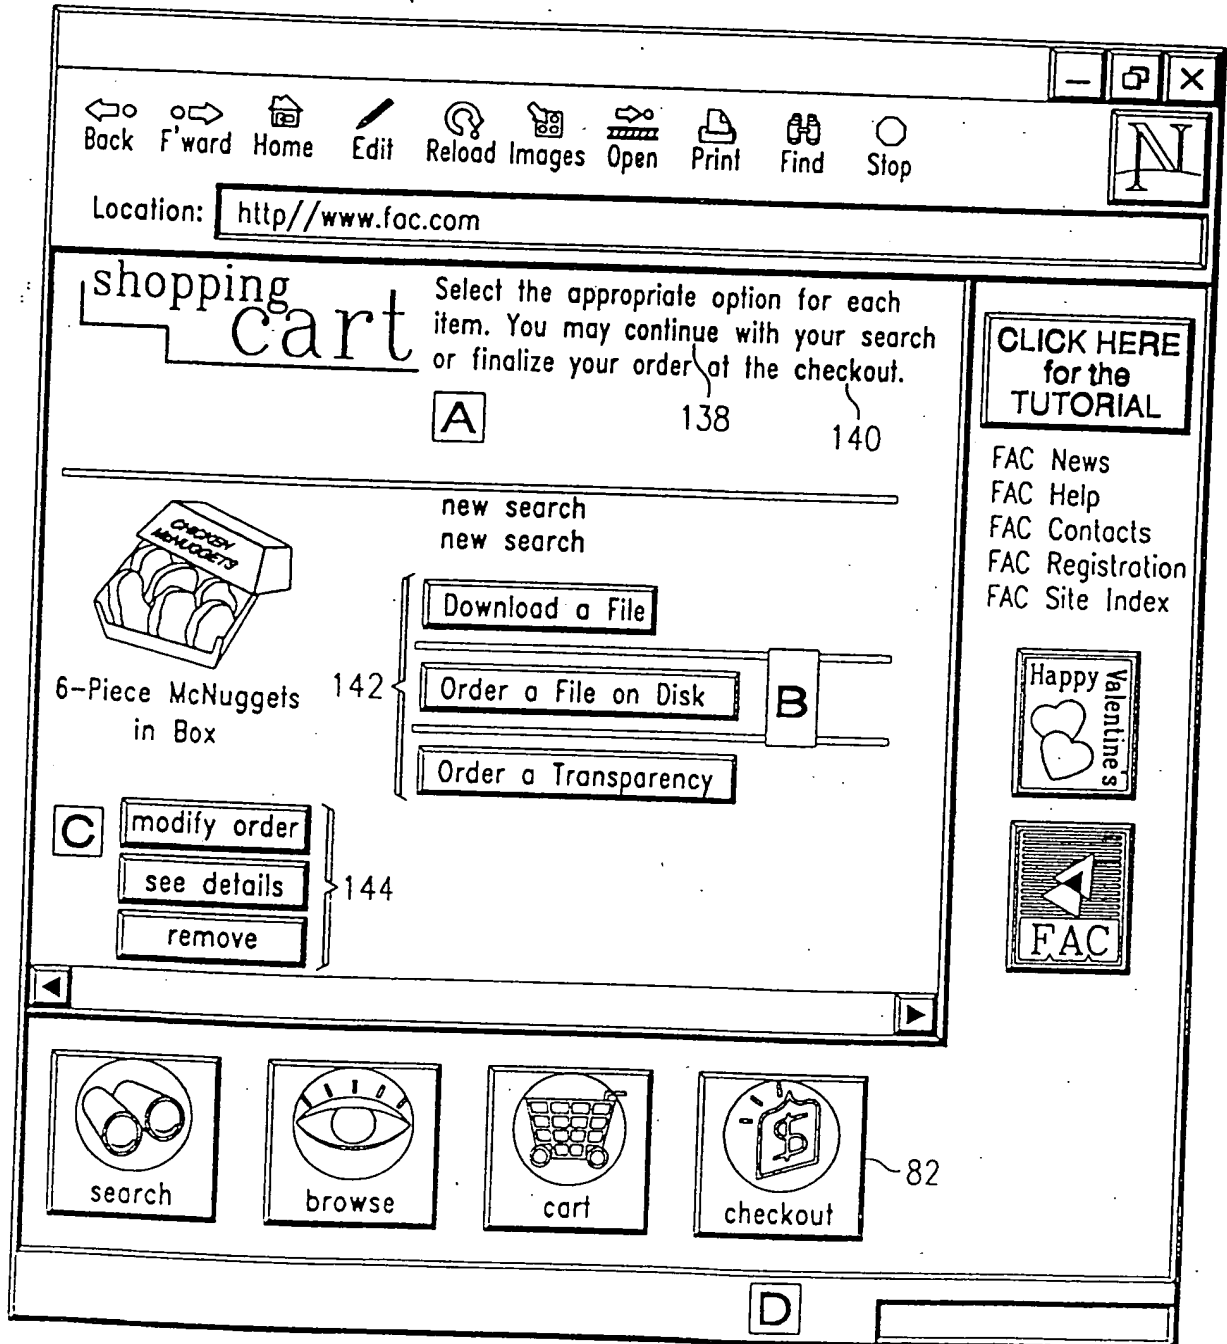 Back F'ward Home Edit Reload Images Open Print Find Stop
N
Location: http//www.fac.com
shopping
cart
Select the appropriate option for each
item. You may continue with your search
or finalize your order at the checkout.
A
138
140
CLICK HERE
for the
TUTORIAL
FAC News
FAC Help
FAC Contacts
FAC Registration
FAC Site Index
Happy
Valentine's
FAC
new search
new search
CHICKEN
McNUGGETS
6-Piece McNuggets
in Box
142
Download a File
Order a File on Disk
B
Order a Transparency
C
modify order
see details
remove
144
search
browse
cart
$
checkout
82
D